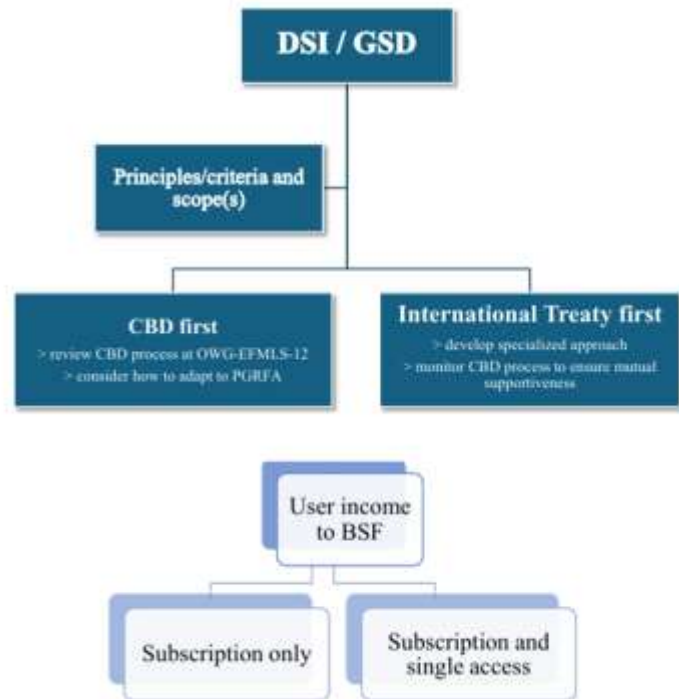 DSI / GSD
Principles/criteria and
scope(s)
CBD first
> review CBD process at OWG-EFMLS-12
> consider how to adapt to PGRFA
International Treaty first
> develop specialized approach
> monitor CBD process to ensure mutual
supportiveness
User income
to BSF
Subscription only
Subscription and
single access